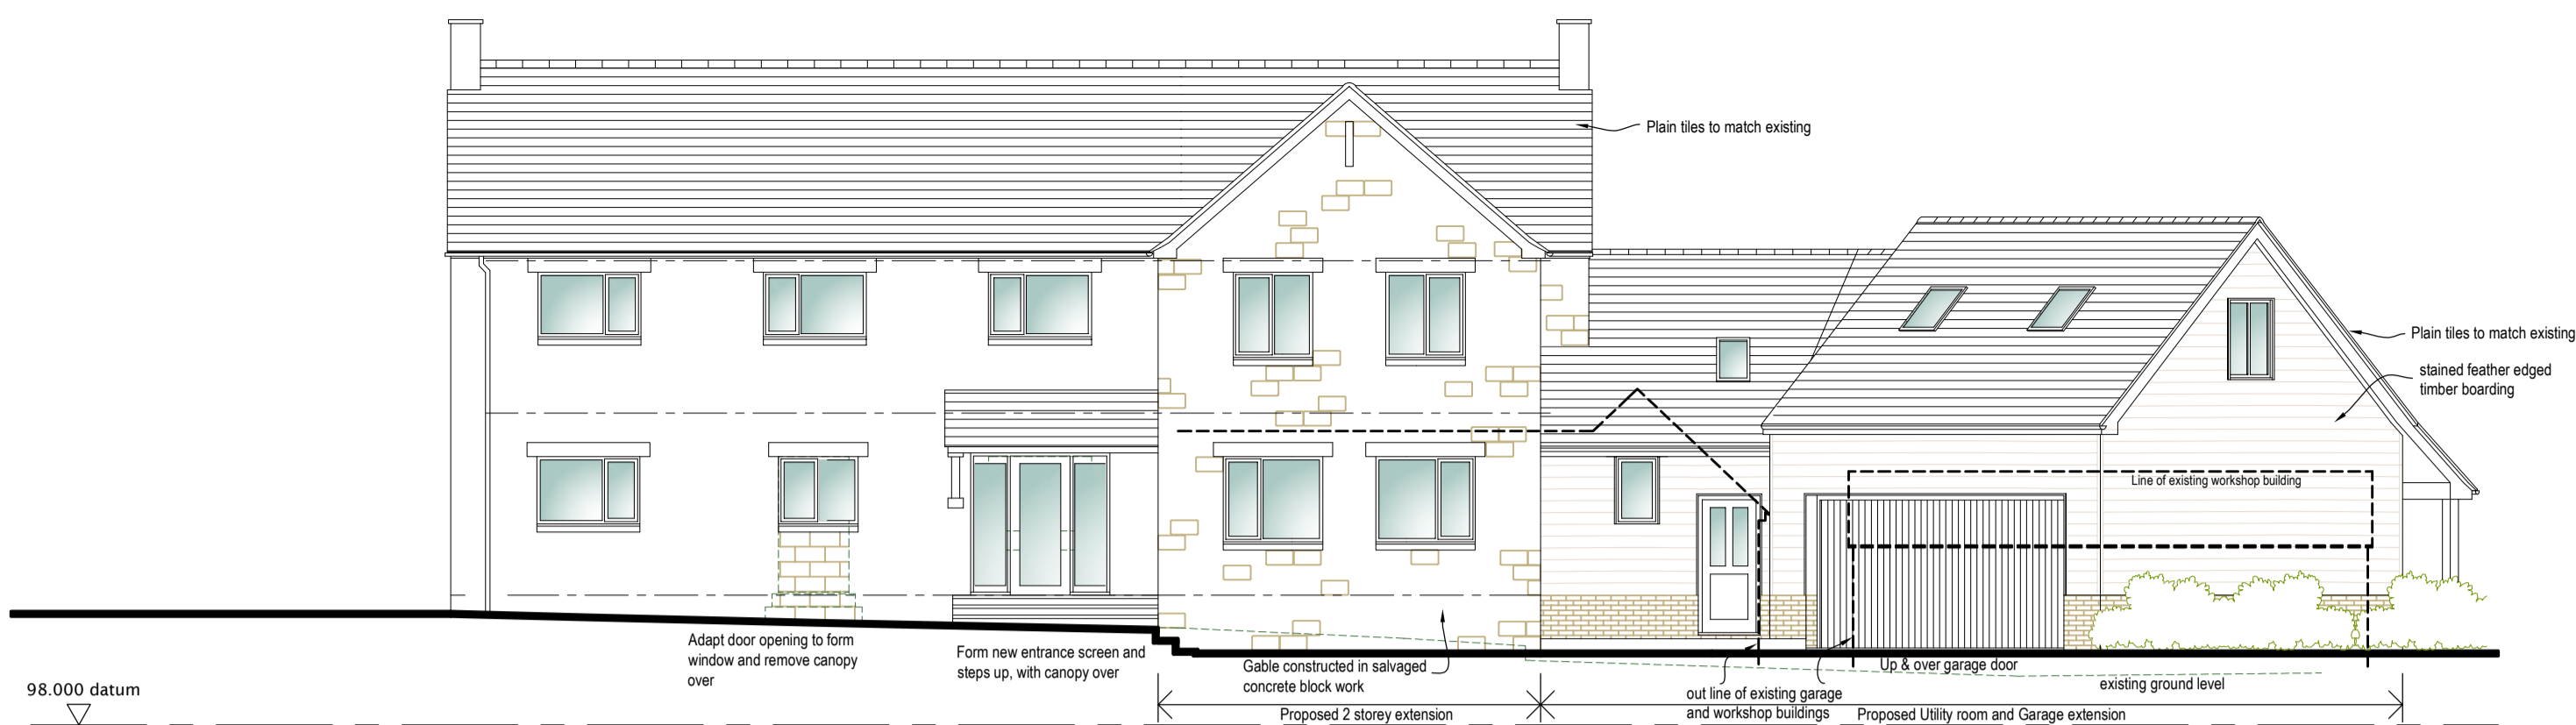 Plain tiles to match existing
Plain tiles to match existing
stained feather edged
timber boarding
Line of existing workshop building
Adapt door opening to form
window and remove canopy
over
Form new entrance screen and
steps up, with canopy over
Gable constructed in salvaged
concrete block work
Up & over garage door
existing ground level
out line of existing garage
and workshop buildings
98.000 datum
Proposed 2 storey extension
Proposed Utility room and Garage extension